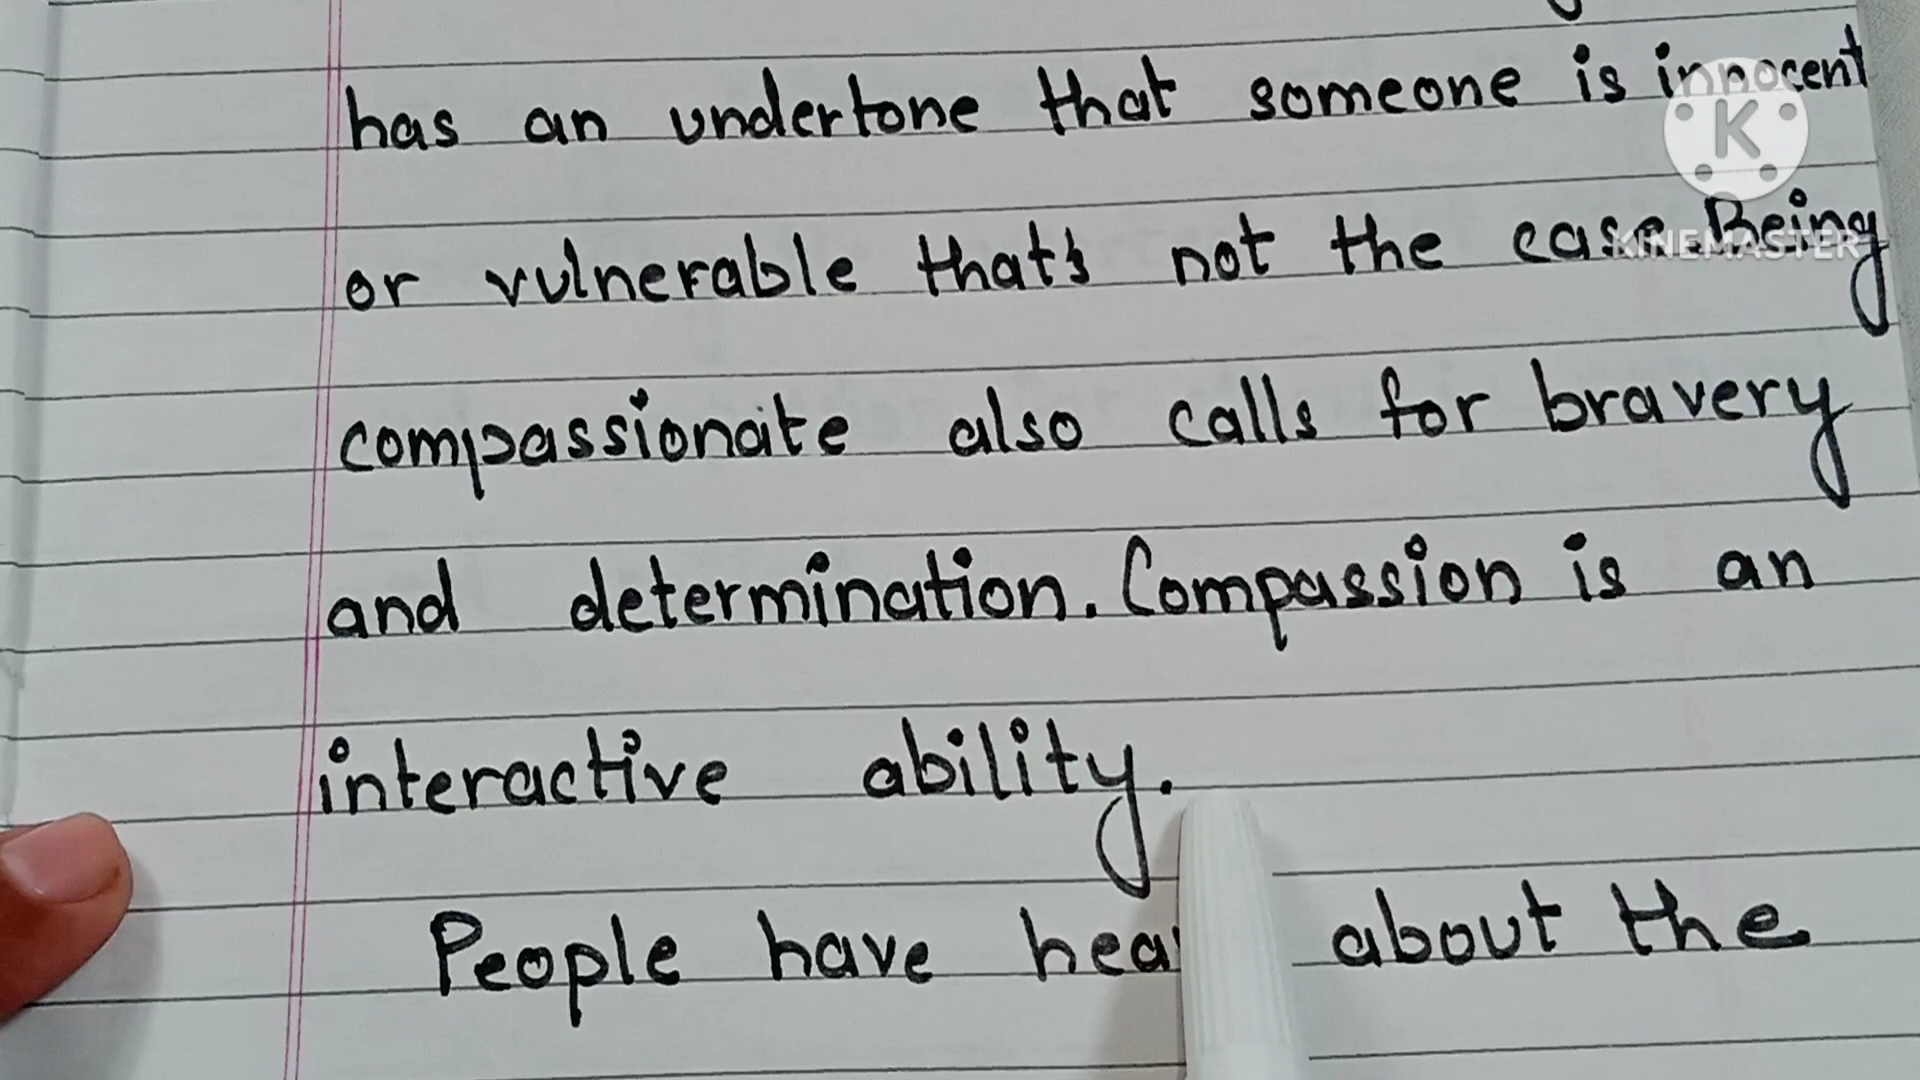 has an undertone that someone is innocent
or vulnerable that's not the case. Being
compassionate also calls for bravery
and determination. Compassion is an
interactive ability.
People have about the
K
KINEMASTER